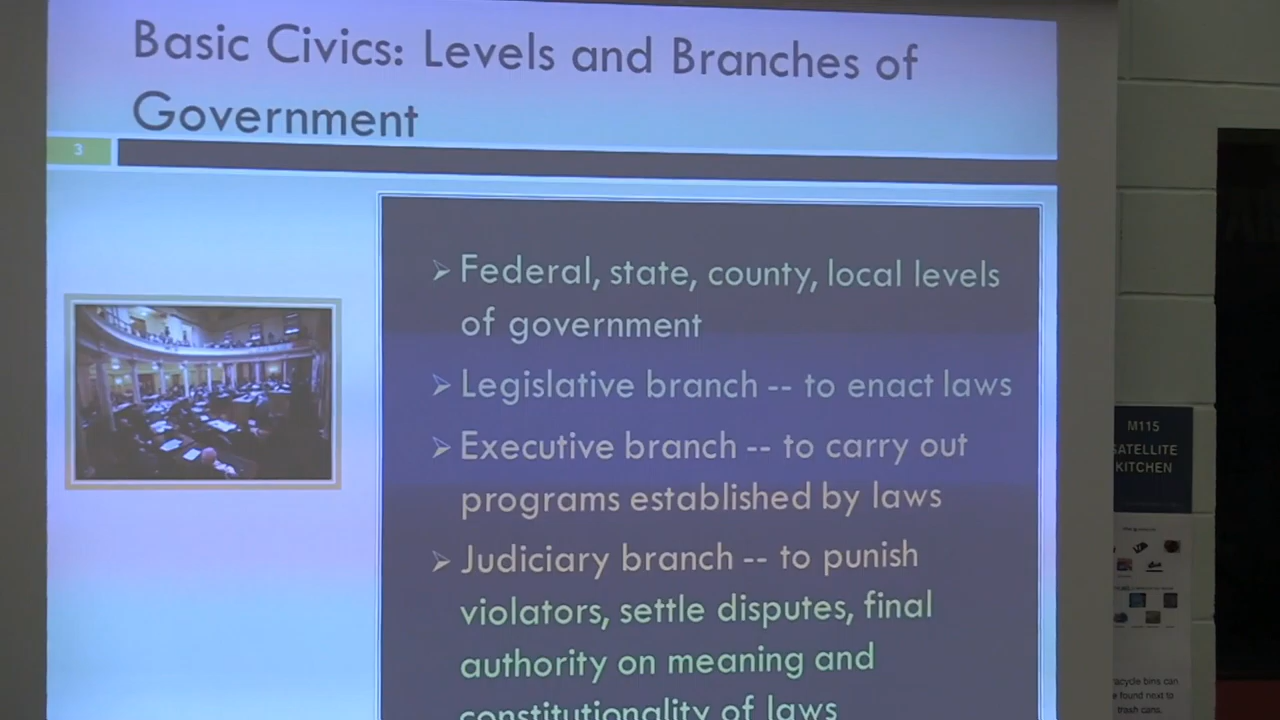 Basic Civics: Levels and Branches of
Government
3
➢ Federal, state, county, local levels
of government
➢ Legislative branch -- to enact laws
➢ Executive branch -- to carry out
programs established by laws
➢ Judiciary branch -- to punish
violators, settle disputes, final
authority on meaning and
constitutionality of laws
M115
SATELLITE
KITCHEN
bins can
found next to
trash cans.